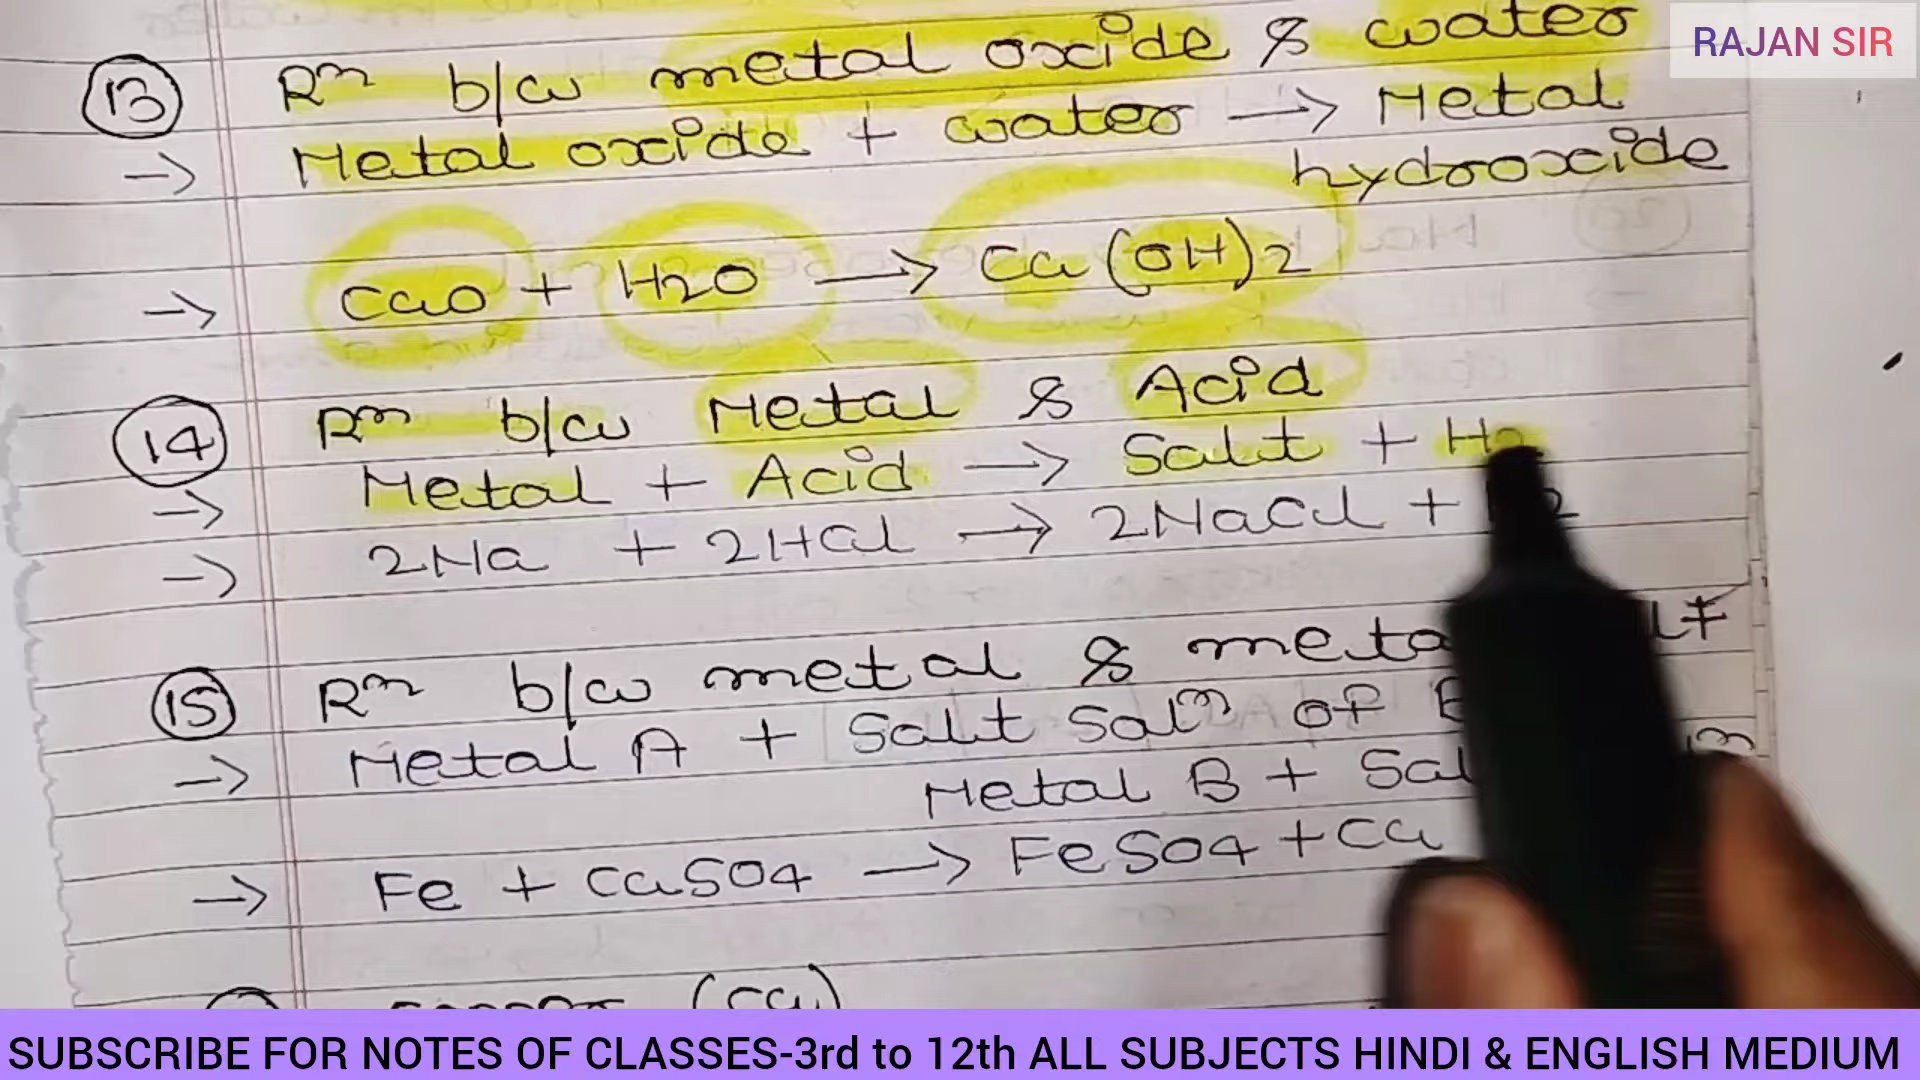 RAJAN SIR
13 Rn b/w metal oxide & water
→ Metal oxide + water → Metal
hydroxide
→ CaO + H2O → Ca(OH)2
14 Rn b/w Metal & Acid
→ Metal + Acid → Salt + H2
→ 2Na + 2HCl → 2NaCl +
15 Rn b/w metal & metal
→ Metal A + Salt Soln of B
Metal B +
→ Fe + CuSO4 → FeSO4 + Cu
(Cu)
SUBSCRIBE FOR NOTES OF CLASSES-3rd to 12th ALL SUBJECTS HINDI & ENGLISH MEDIUM